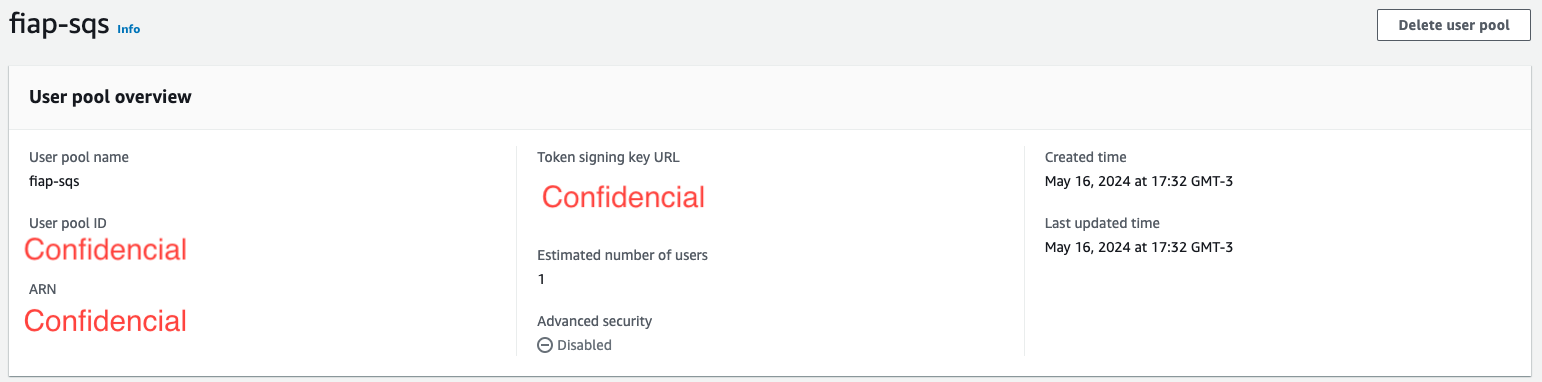 fiap-sqs Info
Delete user pool
User pool overview
User pool name
fiap-sqs
User pool ID
Confidencial
ARN
Confidencial
Token signing key URL
Confidencial
Estimated number of users
1
Advanced security
Disabled
Created time
May 16, 2024 at 17:32 GMT-3
Last updated time
May 16, 2024 at 17:32 GMT-3